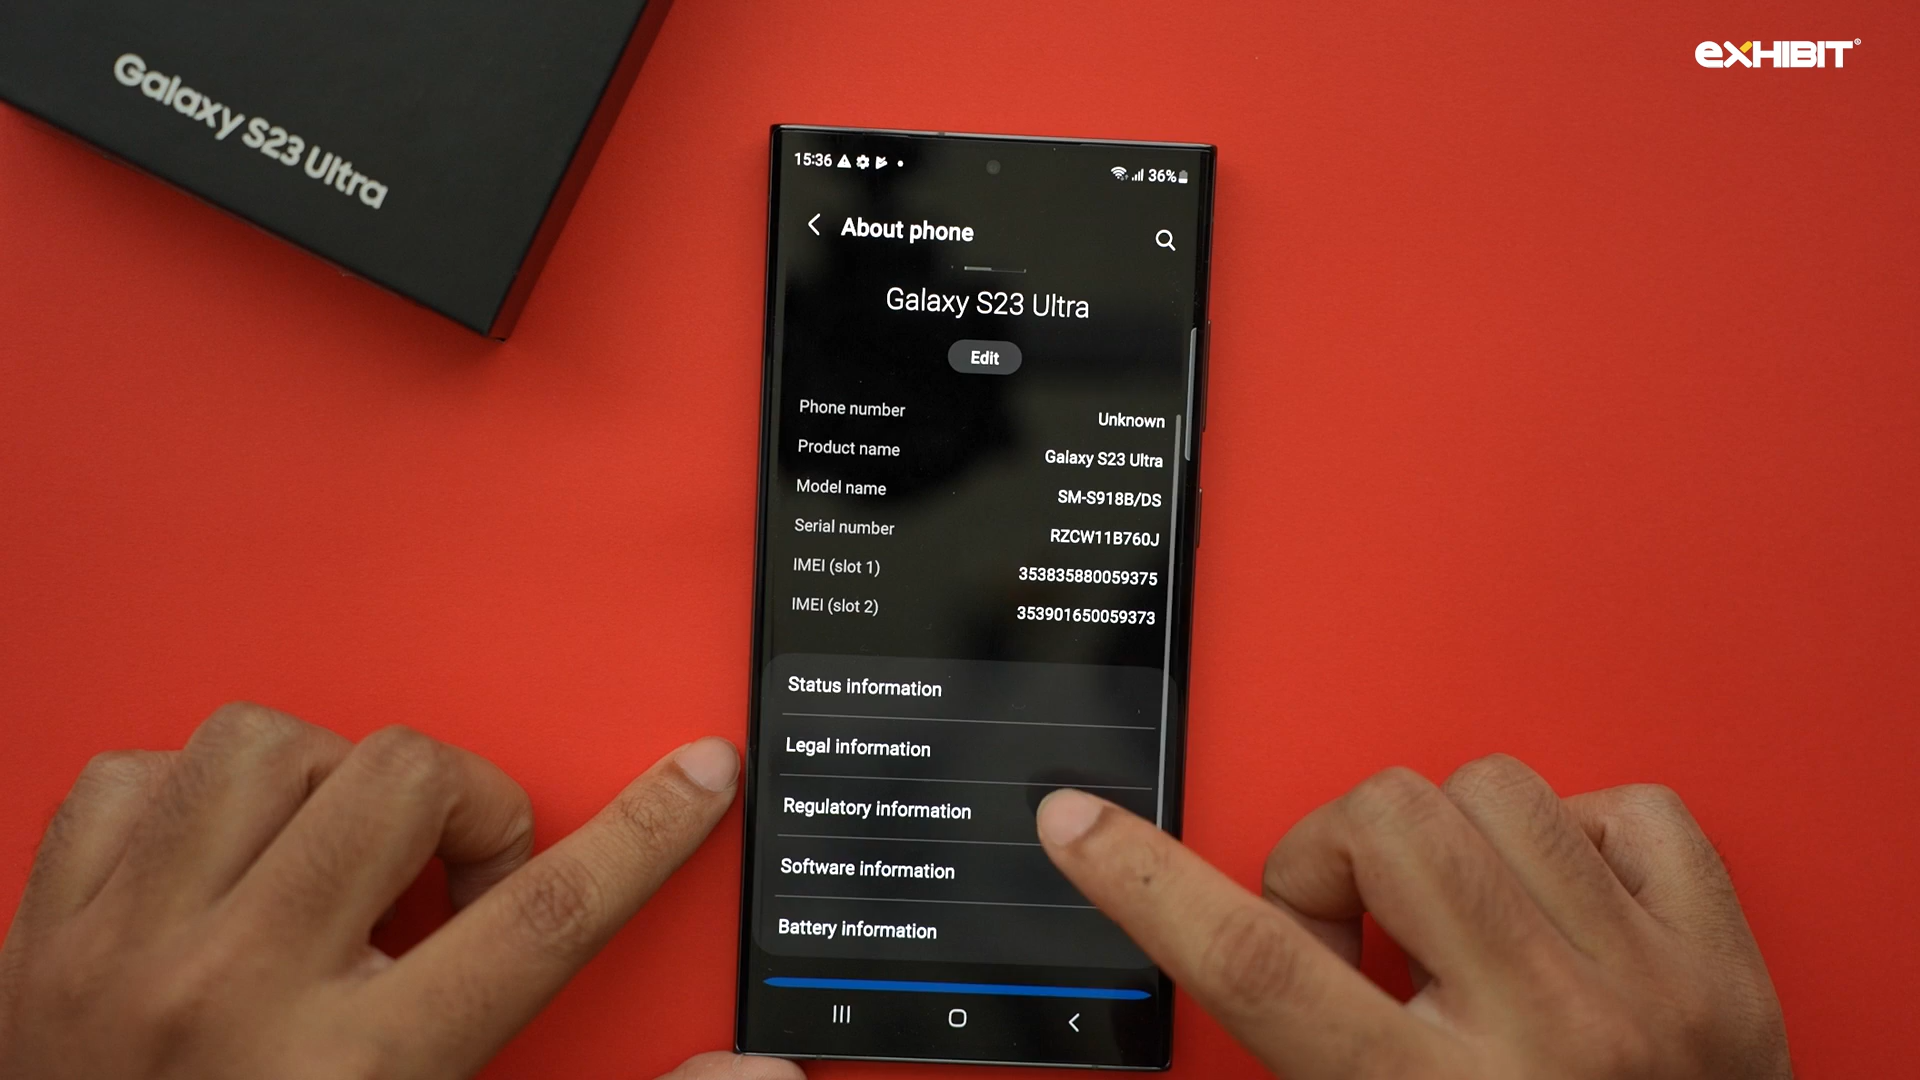 Galaxy S23 Ultra
eXHIBIT®
15:36
36%
About phone
Galaxy S23 Ultra
Edit
Phone number Unknown
Product name Galaxy S23 Ultra
Model name SM-S918B/DS
Serial number RZCW11B760J
IMEI (slot 1) 353835880059375
IMEI (slot 2) 353901650059373
Status information
Legal information
Regulatory information
Software information
Battery information